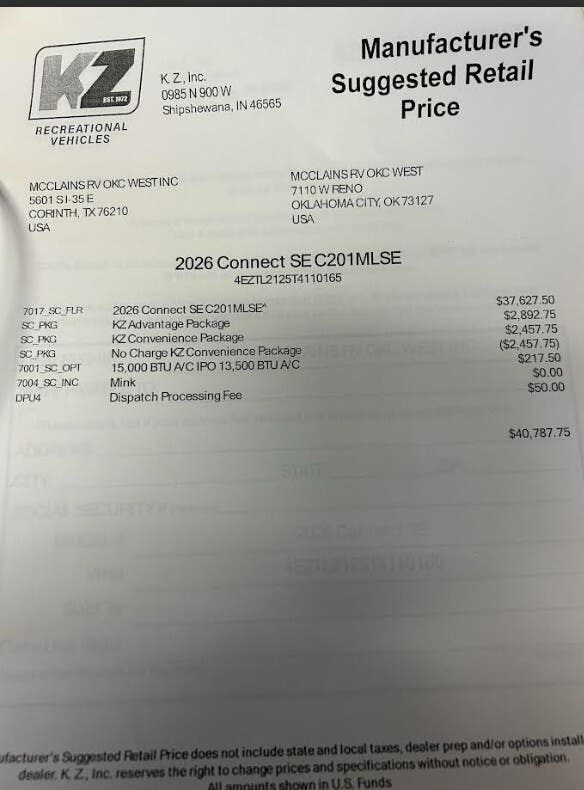 KZ
EST. 1972
RECREATIONAL
VEHICLES
K. Z., Inc.
0985 N 900 W
Shipshewana, IN 46565
Manufacturer's
Suggested Retail
Price
MCCLAINS RV OKC WEST INC
5601 S I-35 E
CORINTH, TX 76210
USA
MCCLAINS RV OKC WEST
7110 W RENO
OKLAHOMA CITY, OK 73127
USA
2026 Connect SE C201MLSE
4EZTL2125T4110165
7017_SC_FLR 2026 Connect SE C201MLSE^ $37,627.50
SC_PKG KZ Advantage Package $2,892.75
SC_PKG KZ Convenience Package $2,457.75
SC_PKG No Charge KZ Convenience Package ($2,457.75)
7001_SC_OPT 15,000 BTU A/C IPO 13,500 BTU A/C $217.50
7004_SC_INC Mink $0.00
DPU4 Dispatch Processing Fee $50.00
$40,787.75
ufacturer's Suggested Retail Price does not include state and local taxes, dealer prep and/or options install
dealer. K. Z., Inc. reserves the right to change prices and specifications without notice or obligation.
All amounts shown in U.S. Funds